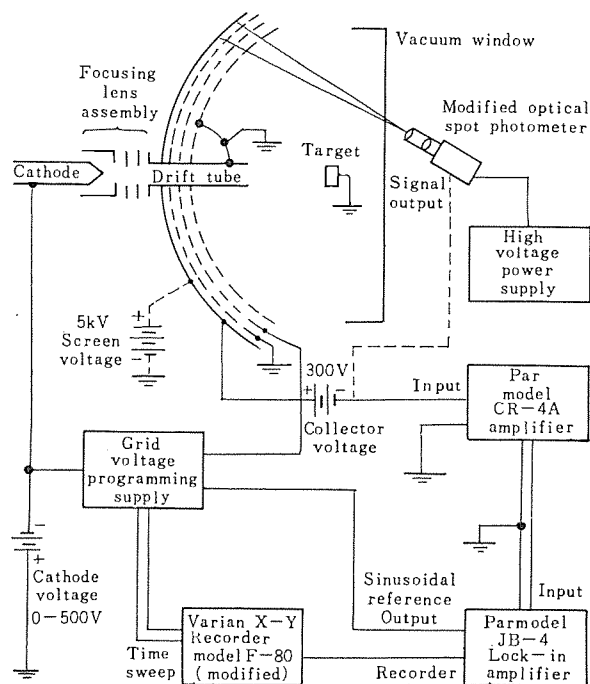 Vacuum window
Focusing
lens
assembly
Modified optical
spot photometer
Target
Cathode
Drift tube
Signal
output
High
voltage
power
supply
+
5kV
Screen
voltage
-
300V
+
-
Input
Par
model
CR-4A
amplifier
Collector
voltage
Grid
voltage
programming
supply
-
+
Cathode
voltage
0-500V
Sinusoidal
reference
Output
Input
Varian X-Y
Recorder
model F-80
(modified)
Time
sweep
Recorder
Parmodel
JB-4
Lock-in
amplifier